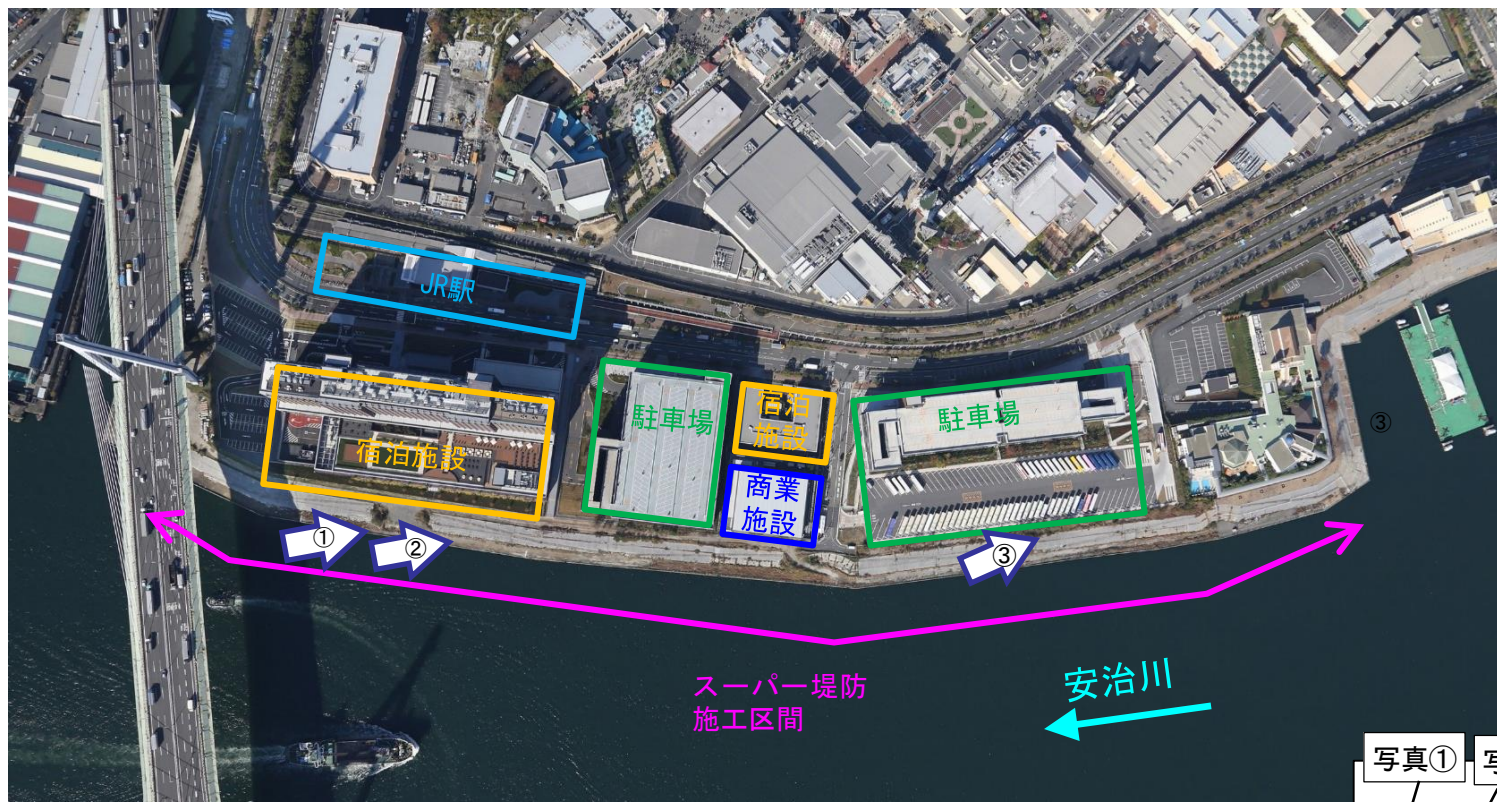 JR駅
宿泊施設
駐車場
宿泊
施設
商業
施設
駐車場
③
①
②
③
スーパー堤防
施工区間
安治川
写真①
写